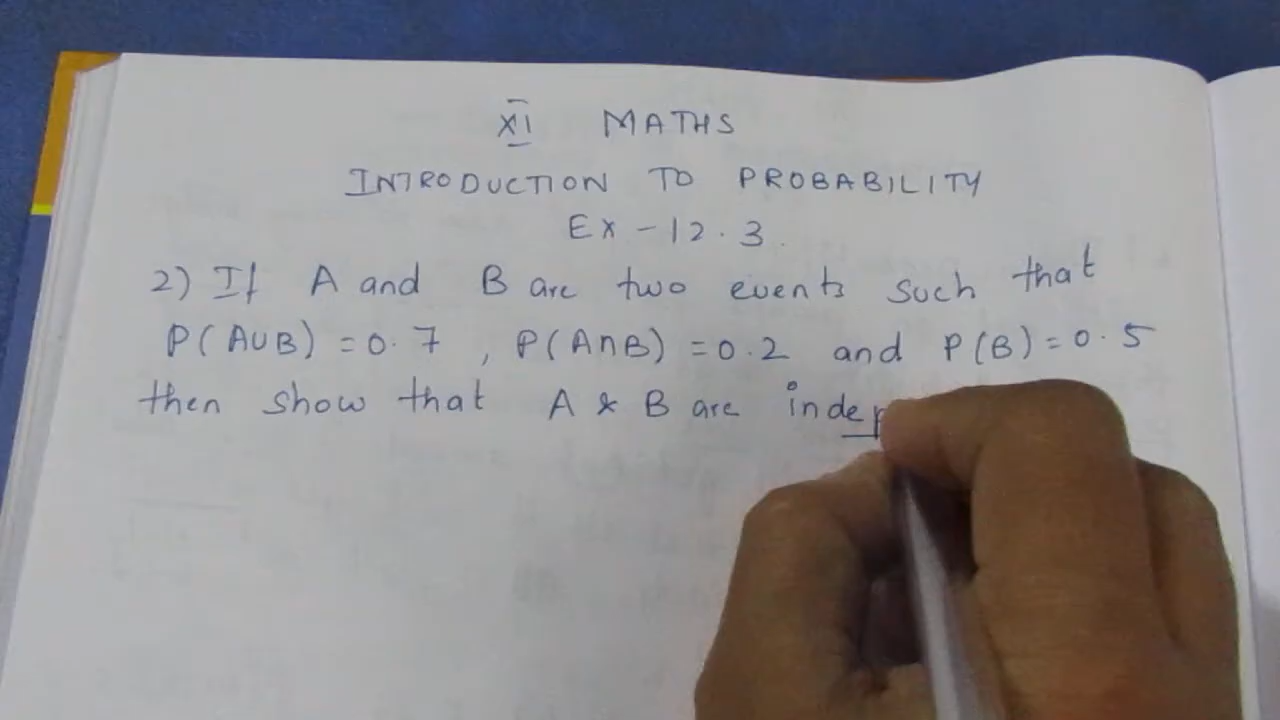 XI MATHS
INTRODUCTION TO PROBABILITY
Ex - 12.3.
2) If A and B are two events such that
P(A∪B) = 0.7, P(A∩B) = 0.2 and P(B) = 0.5
then show that A & B are indep